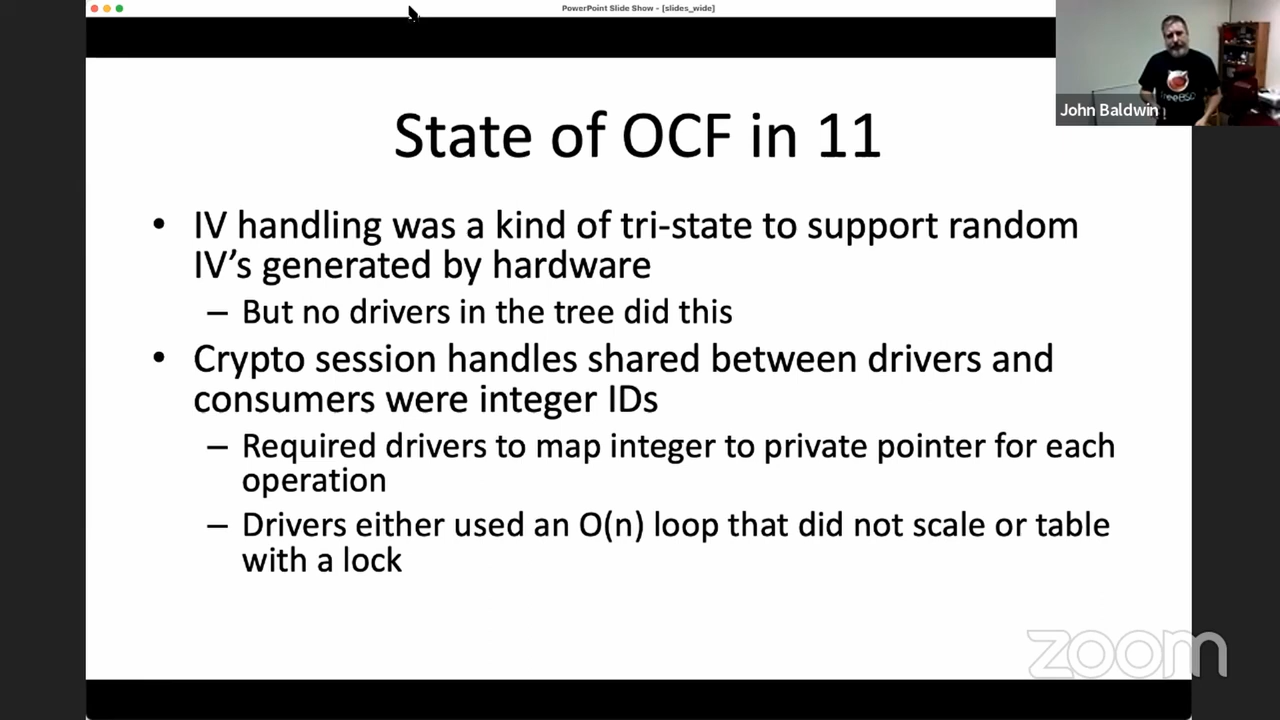 PowerPoint Slide Show - [slides_wide]
John Baldwin
State of OCF in 11
• IV handling was a kind of tri-state to support random
IV’s generated by hardware
– But no drivers in the tree did this
• Crypto session handles shared between drivers and
consumers were integer IDs
– Required drivers to map integer to private pointer for each
operation
– Drivers either used an O(n) loop that did not scale or table
with a lock
zoom